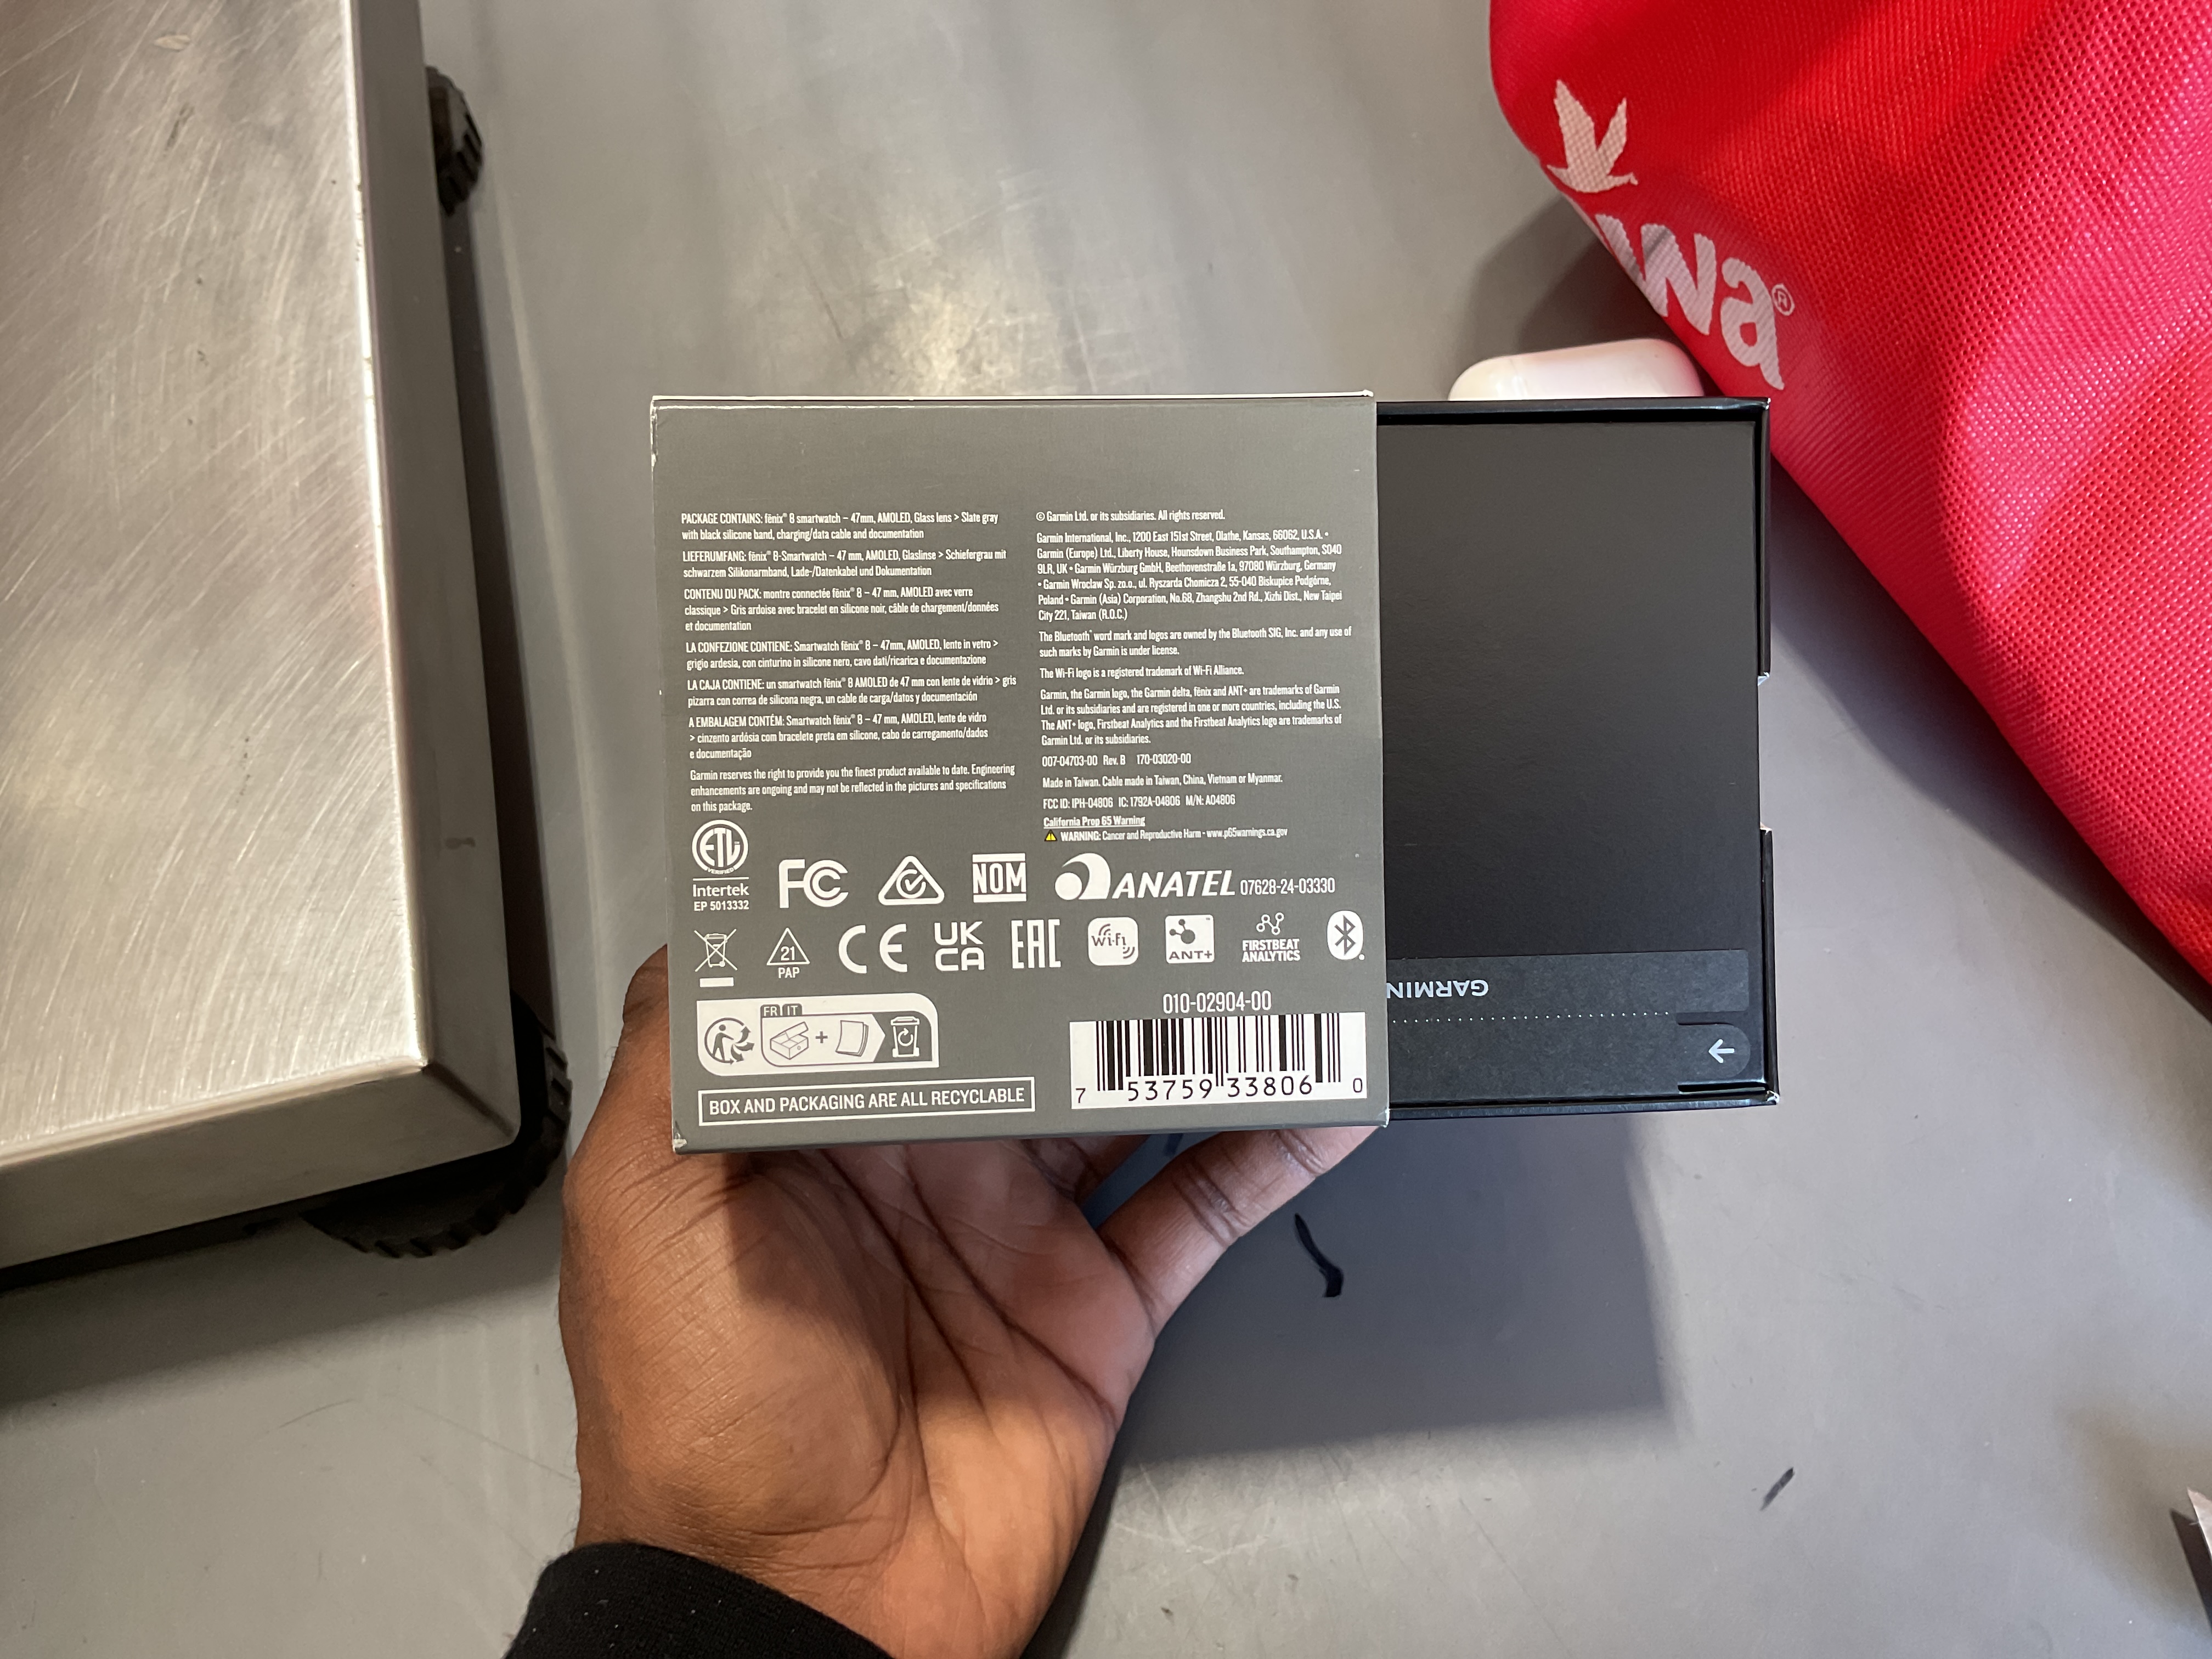 wa®
PACKAGE CONTAINS: fēnix® 8 smartwatch – 47mm, AMOLED, Glass lens > Slate gray
with black silicone band, charging/data cable and documentation
LIEFERUMFANG: fēnix® 8-Smartwatch – 47 mm, AMOLED, Glaslinse > Schiefergrau mit
schwarzem Silikonarmband, Lade-/Datenkabel und Dokumentation
CONTENU DU PACK: montre connectée fēnix® 8 – 47 mm, AMOLED avec verre
classique > Gris ardoise avec bracelet en silicone noir, câble de chargement/données
et documentation
LA CONFEZIONE CONTIENE: Smartwatch fēnix® 8 – 47mm, AMOLED, lente in vetro >
grigio ardesia, con cinturino in silicone nero, cavo dati/ricarica e documentazione
LA CAJA CONTIENE: un smartwatch fēnix® 8 AMOLED de 47 mm con lente de vidrio > gris
pizarra con correa de silicona negra, un cable de carga/datos y documentación
A EMBALAGEM CONTÉM: Smartwatch fēnix® 8 – 47 mm, AMOLED, lente de vidro
> cinzento ardósia com bracelete preta em silicone, cabo de carregamento/dados
e documentação
Garmin reserves the right to provide you the finest product available to date. Engineering
enhancements are ongoing and may not be reflected in the pictures and specifications
on this package.
© Garmin Ltd. or its subsidiaries. All rights reserved.
Garmin International, Inc., 1200 East 151st Street, Olathe, Kansas, 66062, U.S.A. •
Garmin (Europe) Ltd., Liberty House, Hounsdown Business Park, Southampton, SO40
9LR, UK • Garmin Würzburg GmbH, Beethovenstraße 1a, 97080 Würzburg, Germany
• Garmin Wroclaw Sp. zo.o., ul. Ryszarda Chomicza 2, 55-040 Biskupice Podgórne,
Poland • Garmin (Asia) Corporation, No.68, Zhangshu 2nd Rd., Xizhi Dist., New Taipei
City 221, Taiwan (R.O.C.)
The Bluetooth® word mark and logos are owned by the Bluetooth SIG, Inc. and any use of
such marks by Garmin is under license.
The Wi-Fi logo is a registered trademark of Wi-Fi Alliance.
Garmin, the Garmin logo, the Garmin delta, fēnix and ANT+ are trademarks of Garmin
Ltd. or its subsidiaries and are registered in one or more countries, including the U.S.
The ANT+ logo, Firstbeat Analytics and the Firstbeat Analytics logo are trademarks of
Garmin Ltd. or its subsidiaries.
007-04703-00 Rev. B 170-03020-00
Made in Taiwan. Cable made in Taiwan, China, Vietnam or Myanmar.
FCC ID: IPH-04806 IC: 1792A-04806 M/N: A04806
California Prop 65 Warning
WARNING: Cancer and Reproductive Harm - www.p65warnings.ca.gov
ETL
VERIFIED
Intertek
EP 5013332
FC
NOM
ANATEL 07628-24-03330
21
PAP
CE
UK
CA
EAC
Wi-Fi
ANT+
FIRSTBEAT
ANALYTICS
FR IT
+
BOX AND PACKAGING ARE ALL RECYCLABLE
010-02904-00
7 53759 33806 0
GARMIN